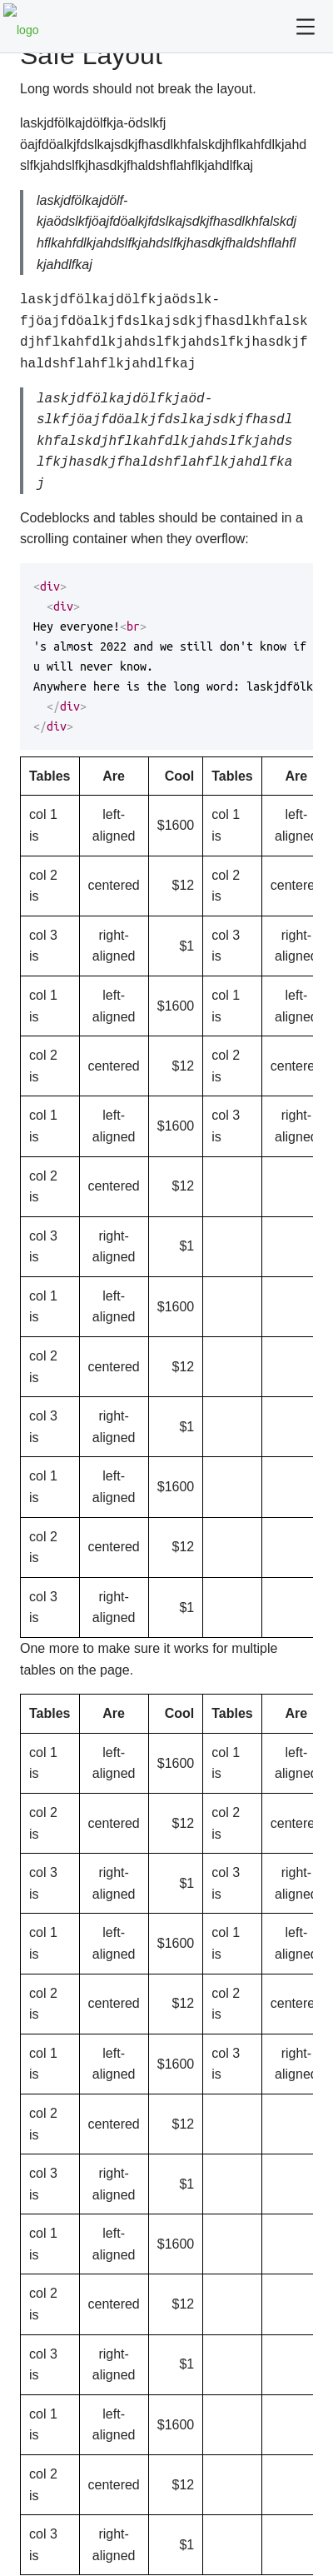 logo
Safe Layout
Long words should not break the layout.
laskjdfölkajdölfkja-ödslkfj
öajfdöalkjfdslkajsdkjfhasdlkhfalskdjhflkahfdlkjahd
slfkjahdslfkjhasdkjfhaldshflahflkjahdlfkaj
laskjdfölkajdölf-
kjaödslkfjöajfdöalkjfdslkajsdkjfhasdlkhfalskdj
hflkahfdlkjahdslfkjahdslfkjhasdkjfhaldshflahfl
kjahdlfkaj
laskjdfölkajdölfkjaödslk-
fjöajfdöalkjfdslkajsdkjfhasdlkhfalsk
djhflkahfdlkjahdslfkjahdslfkjhasdkjf
haldshflahflkjahdlfkaj
laskjdfölkajdölfkjaöd-
slkfjöajfdöalkjfdslkajsdkjfhasdl
khfalskdjhflkahfdlkjahdslfkjahds
lfkjhasdkjfhaldshflahflkjahdlfka
j
Codeblocks and tables should be contained in a
scrolling container when they overflow:
<div>
<div>
Hey everyone!<br>
's almost 2022 and we still don't know if
u will never know.
Anywhere here is the long word: laskjdfölk
</div>
</div>
Tables Are Cool Tables Are
col 1 left- $1600 col 1 left-
is aligned is aligned
col 2 centered $12 col 2 centere
is is
col 3 right- $1 col 3 right-
is aligned is aligned
col 1 left- $1600 col 1 left-
is aligned is aligned
col 2 centered $12 col 2 centere
is is
col 1 left- $1600 col 3 right-
is aligned is aligned
col 2 centered $12
is
col 3 right- $1
is aligned
col 1 left- $1600
is aligned
col 2 centered $12
is
col 3 right- $1
is aligned
col 1 left- $1600
is aligned
col 2 centered $12
is
col 3 right- $1
is aligned
One more to make sure it works for multiple
tables on the page.
Tables Are Cool Tables Are
col 1 left- $1600 col 1 left-
is aligned is aligned
col 2 centered $12 col 2 centere
is is
col 3 right- $1 col 3 right-
is aligned is aligned
col 1 left- $1600 col 1 left-
is aligned is aligned
col 2 centered $12 col 2 centere
is is
col 1 left- $1600 col 3 right-
is aligned is aligned
col 2 centered $12
is
col 3 right- $1
is aligned
col 1 left- $1600
is aligned
col 2 centered $12
is
col 3 right- $1
is aligned
col 1 left- $1600
is aligned
col 2 centered $12
is
col 3 right- $1
is aligned